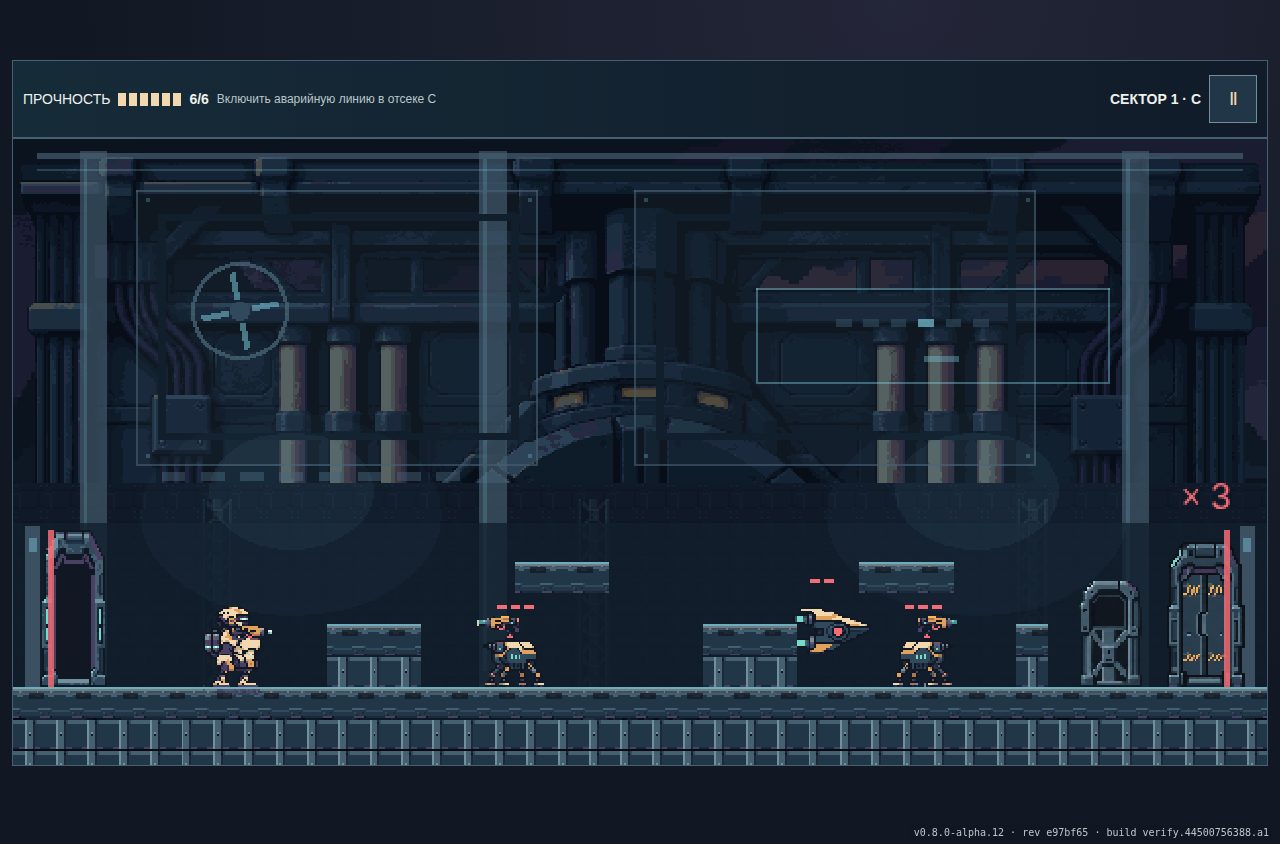 ПРОЧНОСТЬ 6/6 Включить аварийную линию в отсеке С СЕКТОР 1 · С
× 3
v0.8.0-alpha.12 · rev e97bf65 · build verify.44500756388.a1